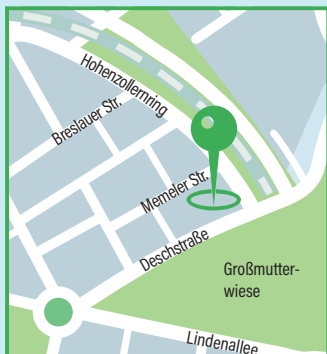 Hohenzollernring
Breslauer Str.
Memeler Str.
Deschstraße
Großmutter-
wiese
Lindenallee